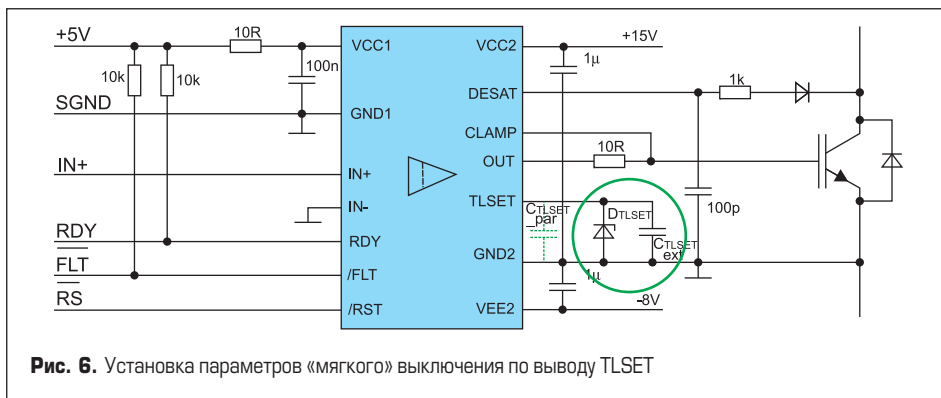 +5V
10R
VCC1
VCC2
+15V
10k
10k
100n
1µ
1k
SGND
GND1
DESAT
CLAMP
10R
OUT
IN+
IN+
TLSET
IN-
CTLSET
_par
DTLSET
100p
CTLSET
ext
RDY
RDY
GND2
FLT
/FLT
1µ
RS
/RST
VEE2
-8V
Рис. 6. Установка параметров «мягкого» выключения по выводу TLSET